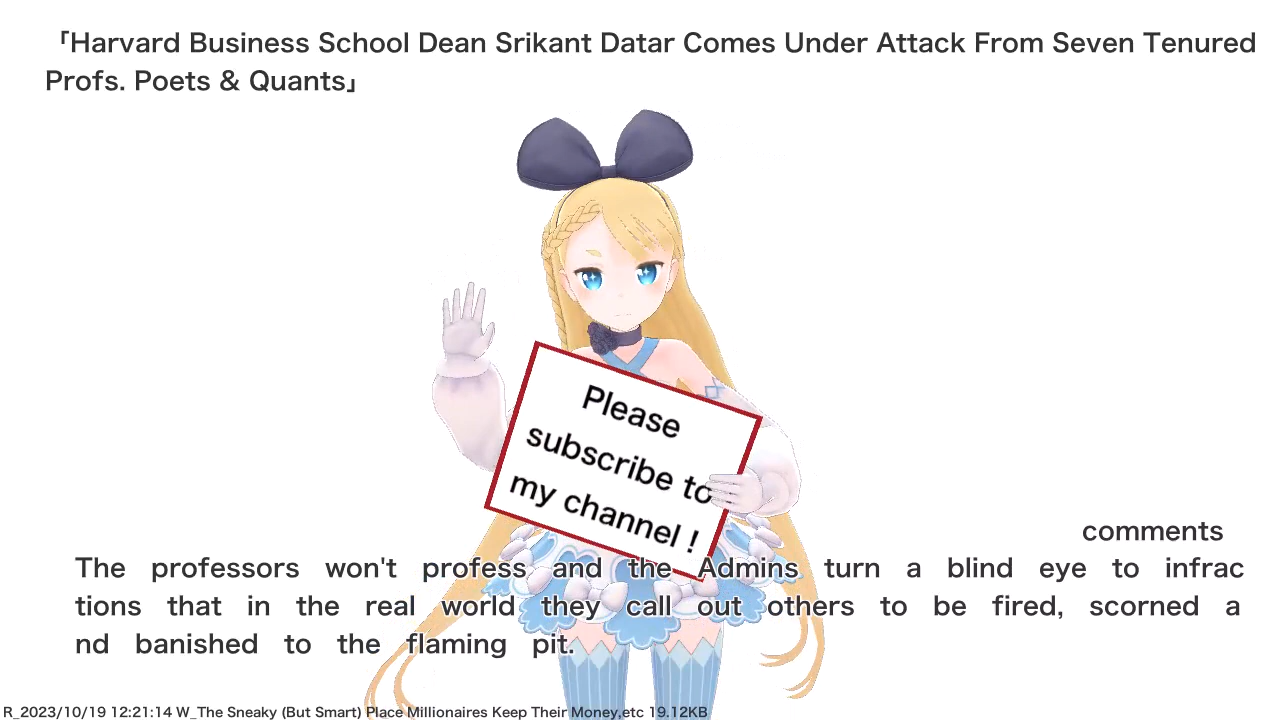 「Harvard Business School Dean Srikant Datar Comes Under Attack From Seven Tenured
Profs. Poets & Quants」
Please
subscribe to
my channel !
comments
The professors won't profess and the Admins turn a blind eye to infrac
tions that in the real world they call out others to be fired, scorned a
nd banished to the flaming pit.
R_2023/10/19 12:21:14 W_The Sneaky (But Smart) Place Millionaires Keep Their Money,etc 19.12KB